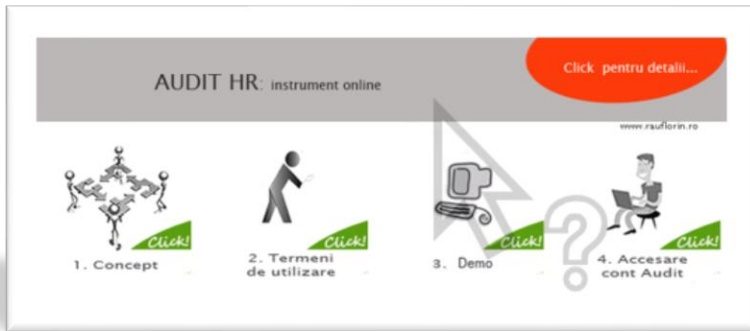 AUDIT HR: instrument online
Click pentru detalii...
www.rauflorin.ro
Click!
Click!
Click!
Click!
1. Concept
2. Termeni
de utilizare
3. Demo
4. Accesare
cont Audit
?